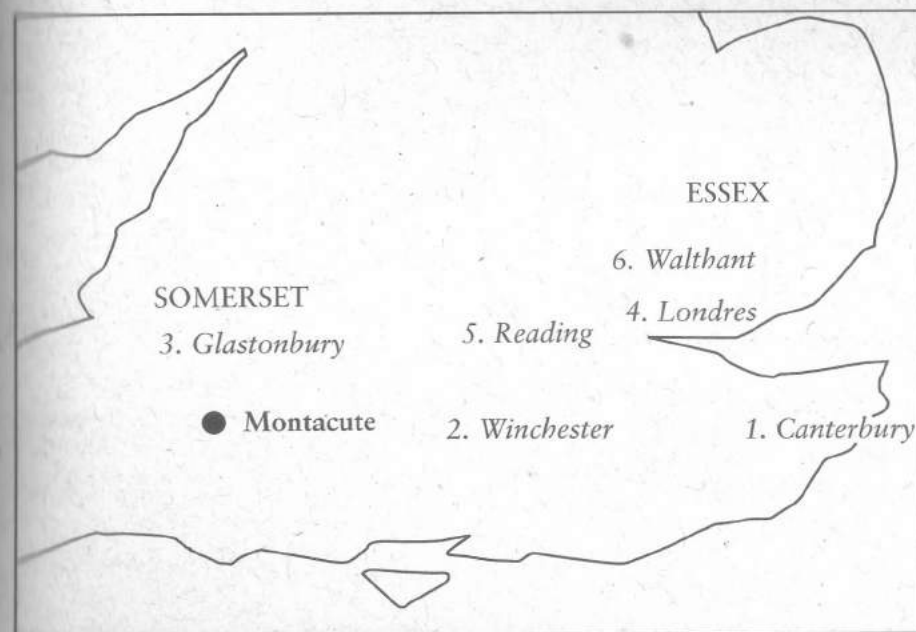 ESSEX
6. Walthant
SOMERSET
4. Londres
3. Glastonbury
5. Reading
Montacute
2. Winchester
1. Canterbury